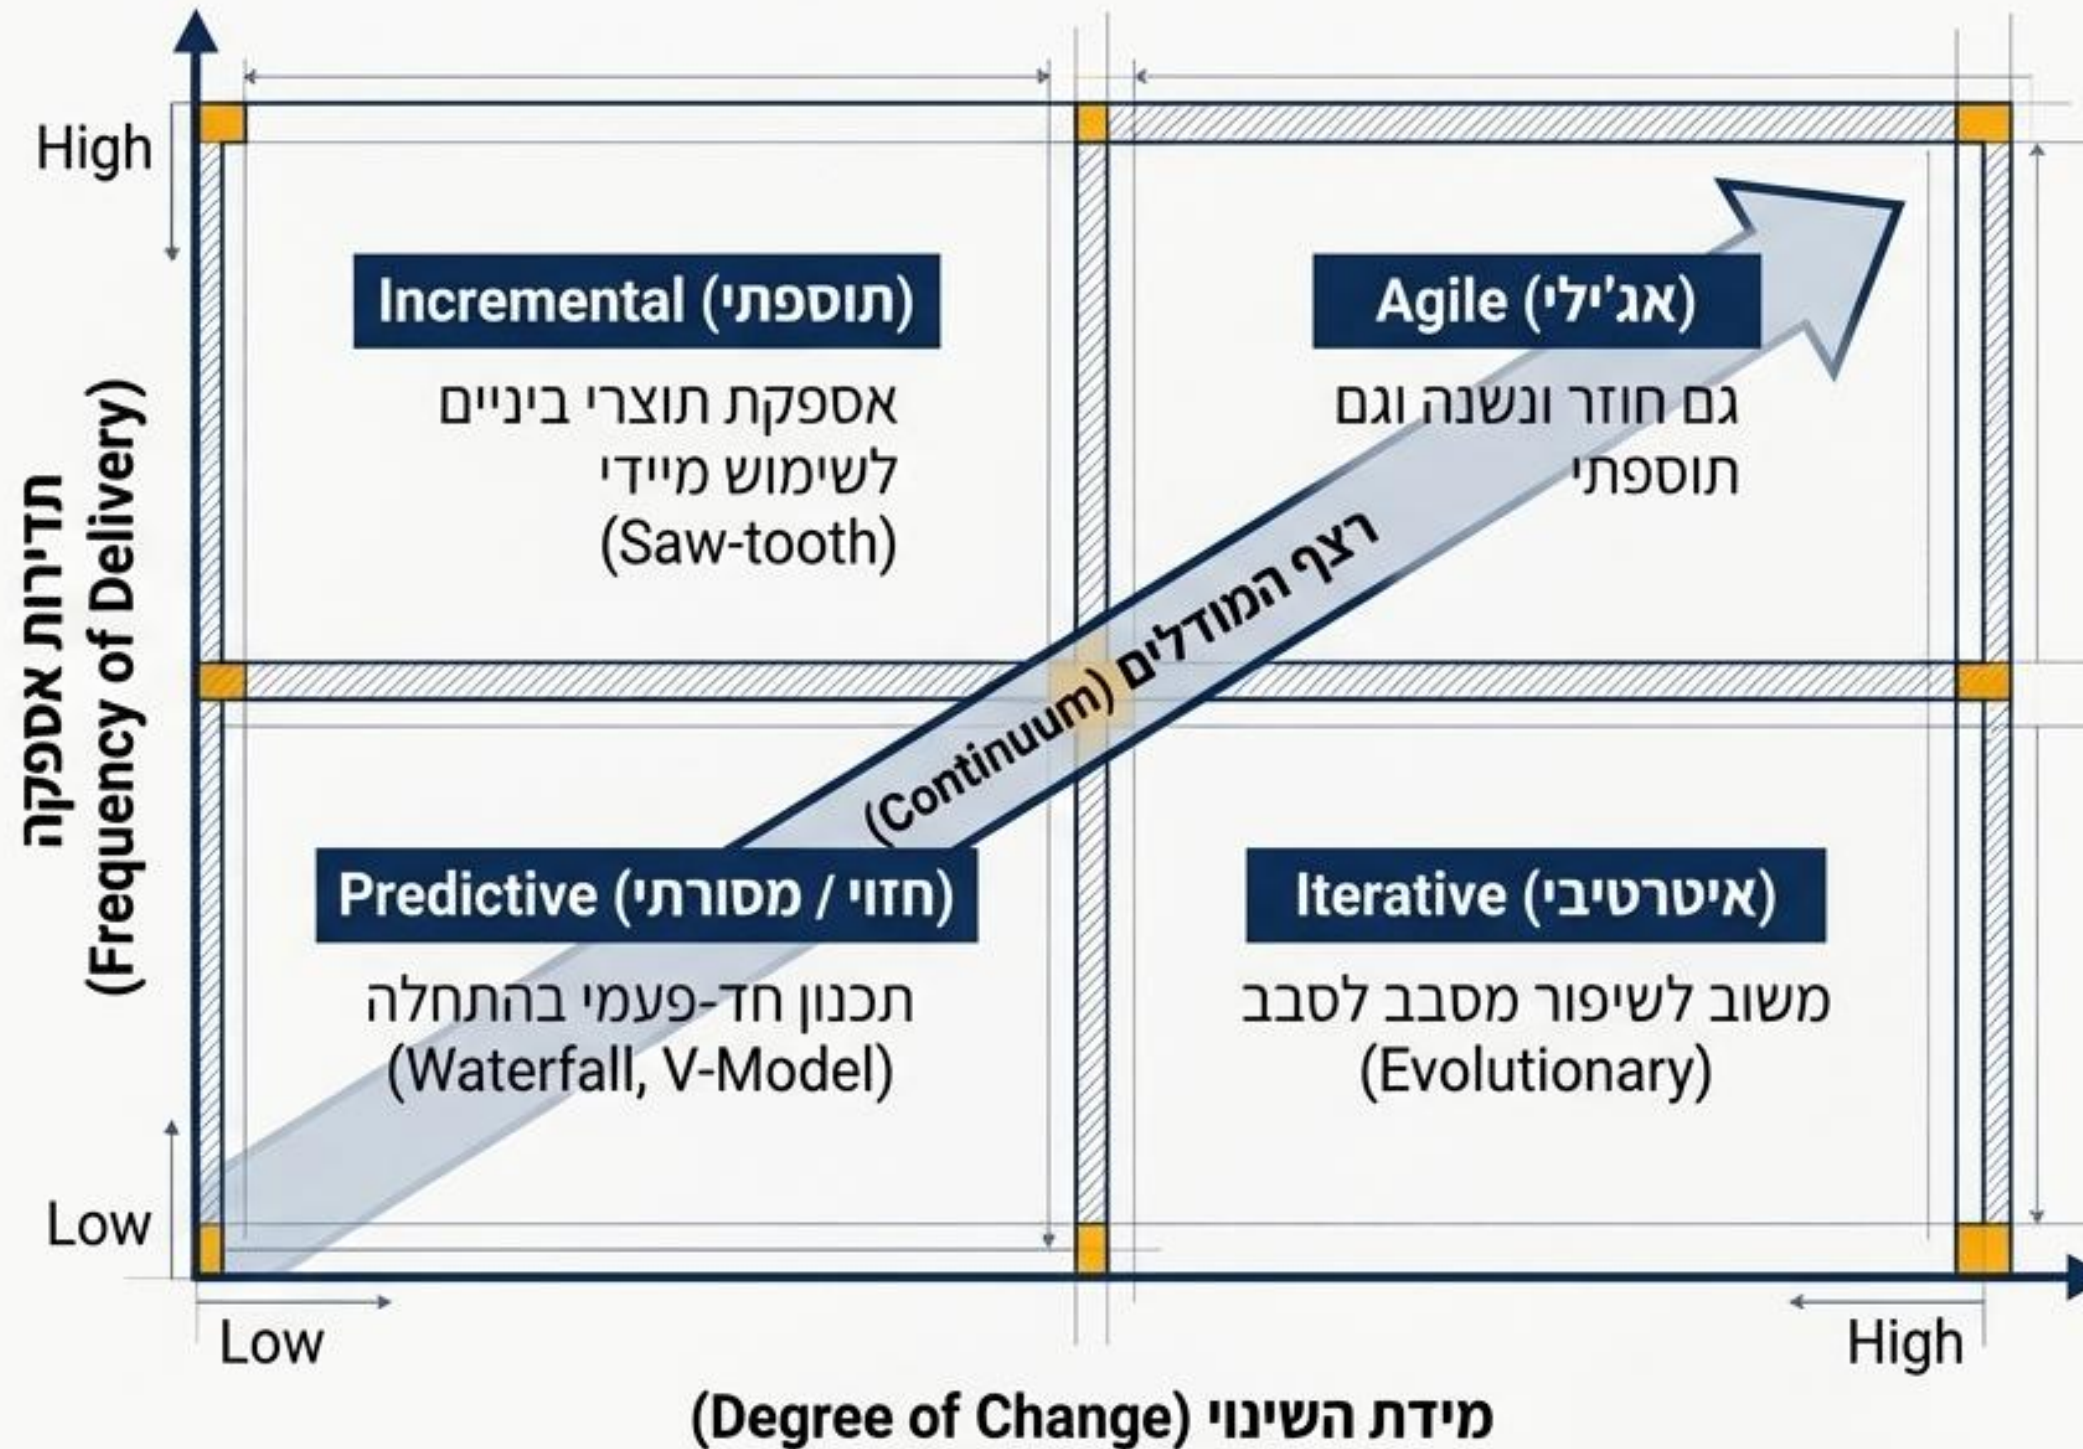 High
תדירות אספקה
(Frequency of Delivery)
Low
Incremental (תוספתי)
אספקת תוצרי ביניים
לשימוש מיידי
(Saw-tooth)
Agile (אג'ילי)
גם חוזר ונשנה וגם
תוספתי
רצף המודלים (Continuum)
Predictive (חזוי / מסורתי)
תכנון חד-פעמי בהתחלה
(Waterfall, V-Model)
Iterative (איטרטיבי)
משוב לשיפור מסבב לסבב
(Evolutionary)
Low
High
מידת השינוי (Degree of Change)